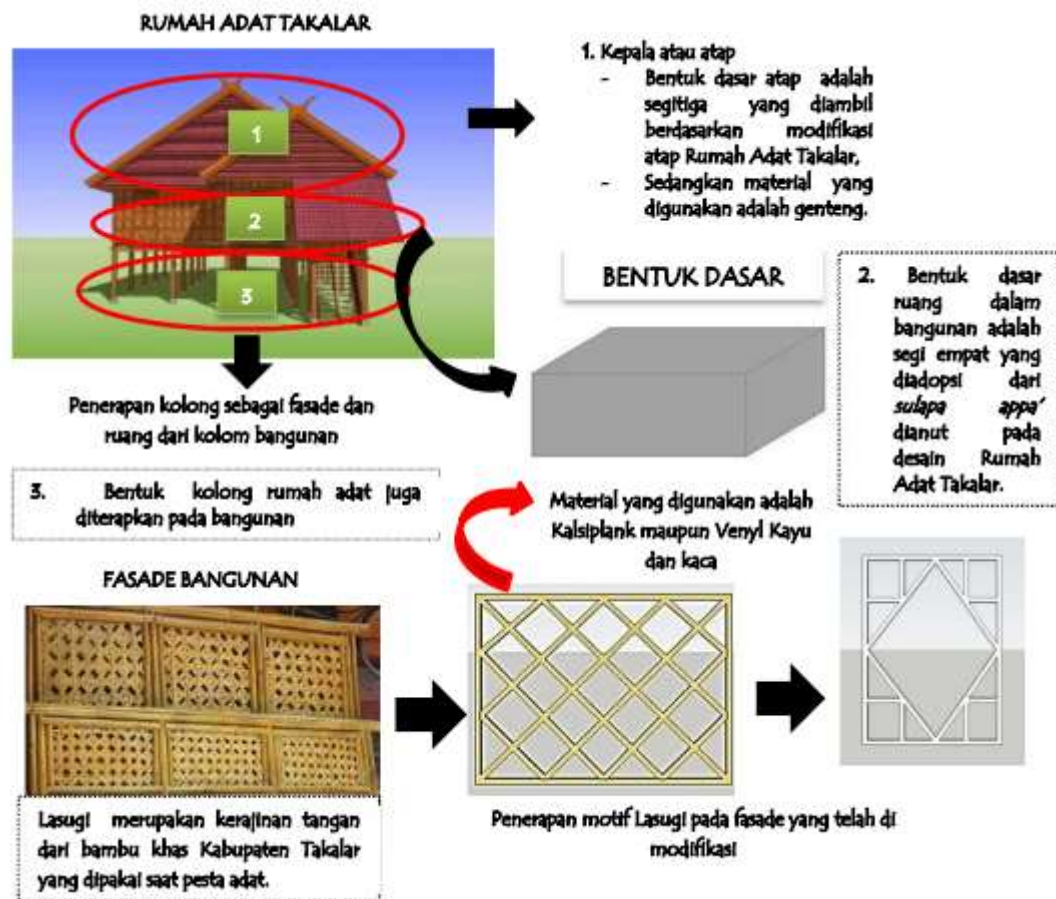 RUMAH ADAT TAKALAR
1. Kepala atau atap
- Bentuk dasar atap adalah
segitiga yang diambil
berdasarkan modifikasi
atap Rumah Adat Takalar,
- Sedangkan material yang
digunakan adalah genteng.
1
2
3
BENTUK DASAR
2. Bentuk dasar
ruang dalam
bangunan adalah
segi empat yang
diadopsi dari
sulapa appa'
dianut pada
desain Rumah
Adat Takalar.
Penerapan kolong sebagai fasade dan
ruang dari kolom bangunan
3. Bentuk kolong rumah adat juga
diterapkan pada bangunan
Material yang digunakan adalah
Kalsiplank maupun Venyl Kayu
dan kaca
FASADE BANGUNAN
Lasugi merupakan kerajinan tangan
dari bambu khas Kabupaten Takalar
yang dipakai saat pesta adat.
Penerapan motif Lasugi pada fasade yang telah di
modifikasi